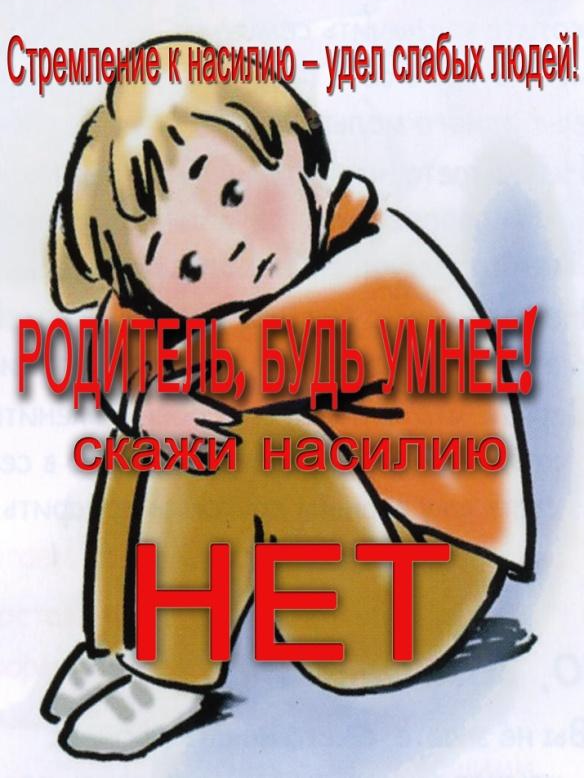 Стремление к насилию – удел слабых людей!
РОДИТЕЛЬ, БУДЬ УМНЕЕ!
скажи насилию
НЕТ